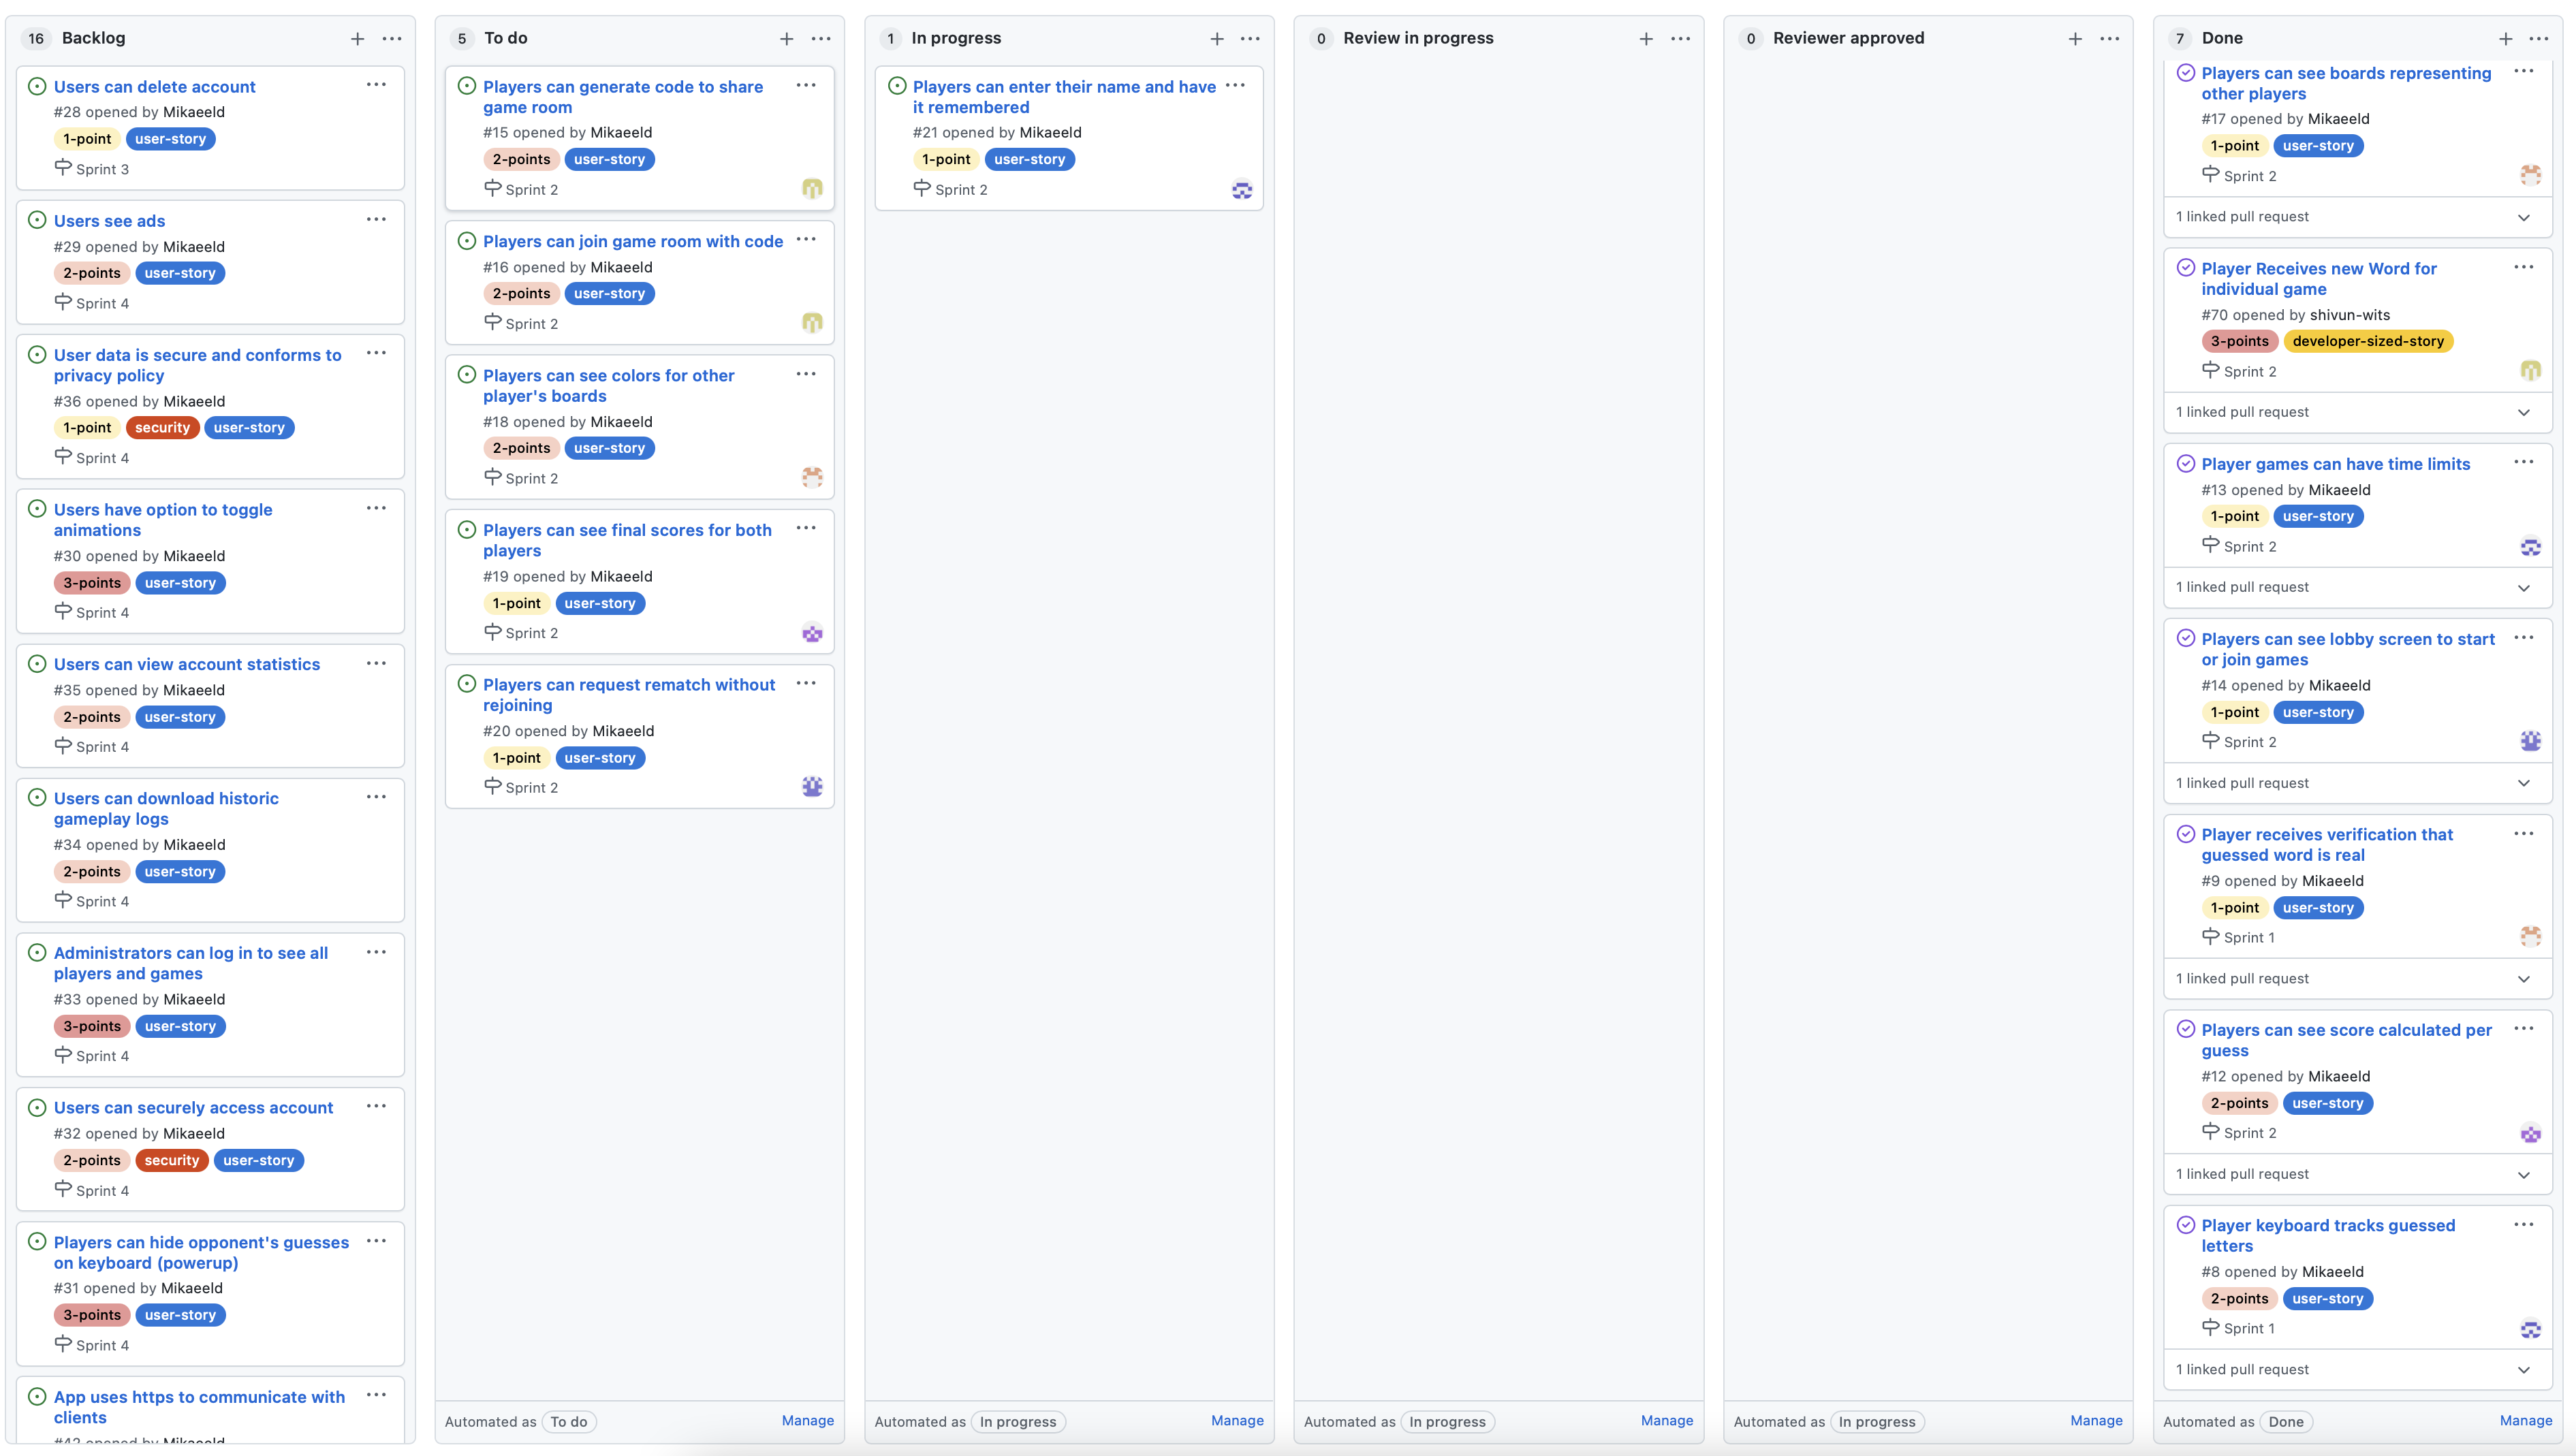 16 Backlog
Users can delete account
#28 opened by Mikaeeld
1-point user-story
Sprint 3
Users see ads
#29 opened by Mikaeeld
2-points user-story
Sprint 4
User data is secure and conforms to
privacy policy
#36 opened by Mikaeeld
1-point security user-story
Sprint 4
Users have option to toggle
animations
#30 opened by Mikaeeld
3-points user-story
Sprint 4
Users can view account statistics
#35 opened by Mikaeeld
2-points user-story
Sprint 4
Users can download historic
gameplay logs
#34 opened by Mikaeeld
2-points user-story
Sprint 4
Administrators can log in to see all
players and games
#33 opened by Mikaeeld
3-points user-story
Sprint 4
Users can securely access account
#32 opened by Mikaeeld
2-points security user-story
Sprint 4
Players can hide opponent's guesses
on keyboard (powerup)
#31 opened by Mikaeeld
3-points user-story
Sprint 4
App uses https to communicate with
clients
5 To do
Players can generate code to share
game room
#15 opened by Mikaeeld
2-points user-story
Sprint 2
Players can join game room with code
#16 opened by Mikaeeld
2-points user-story
Sprint 2
Players can see colors for other
player's boards
#18 opened by Mikaeeld
2-points user-story
Sprint 2
Players can see final scores for both
players
#19 opened by Mikaeeld
1-point user-story
Sprint 2
Players can request rematch without
rejoining
#20 opened by Mikaeeld
1-point user-story
Sprint 2
Automated as To do Manage
1 In progress
Players can enter their name and have
it remembered
#21 opened by Mikaeeld
1-point user-story
Sprint 2
Automated as In progress Manage
0 Review in progress
Automated as In progress Manage
0 Reviewer approved
Automated as In progress Manage
7 Done
Players can see boards representing
other players
#17 opened by Mikaeeld
1-point user-story
Sprint 2
1 linked pull request
Player Receives new Word for
individual game
#70 opened by shivun-wits
3-points developer-sized-story
Sprint 2
1 linked pull request
Player games can have time limits
#13 opened by Mikaeeld
1-point user-story
Sprint 2
1 linked pull request
Players can see lobby screen to start
or join games
#14 opened by Mikaeeld
1-point user-story
Sprint 2
1 linked pull request
Player receives verification that
guessed word is real
#9 opened by Mikaeeld
1-point user-story
Sprint 1
1 linked pull request
Players can see score calculated per
guess
#12 opened by Mikaeeld
2-points user-story
Sprint 2
1 linked pull request
Player keyboard tracks guessed
letters
#8 opened by Mikaeeld
2-points user-story
Sprint 1
1 linked pull request
Automated as Done Manage